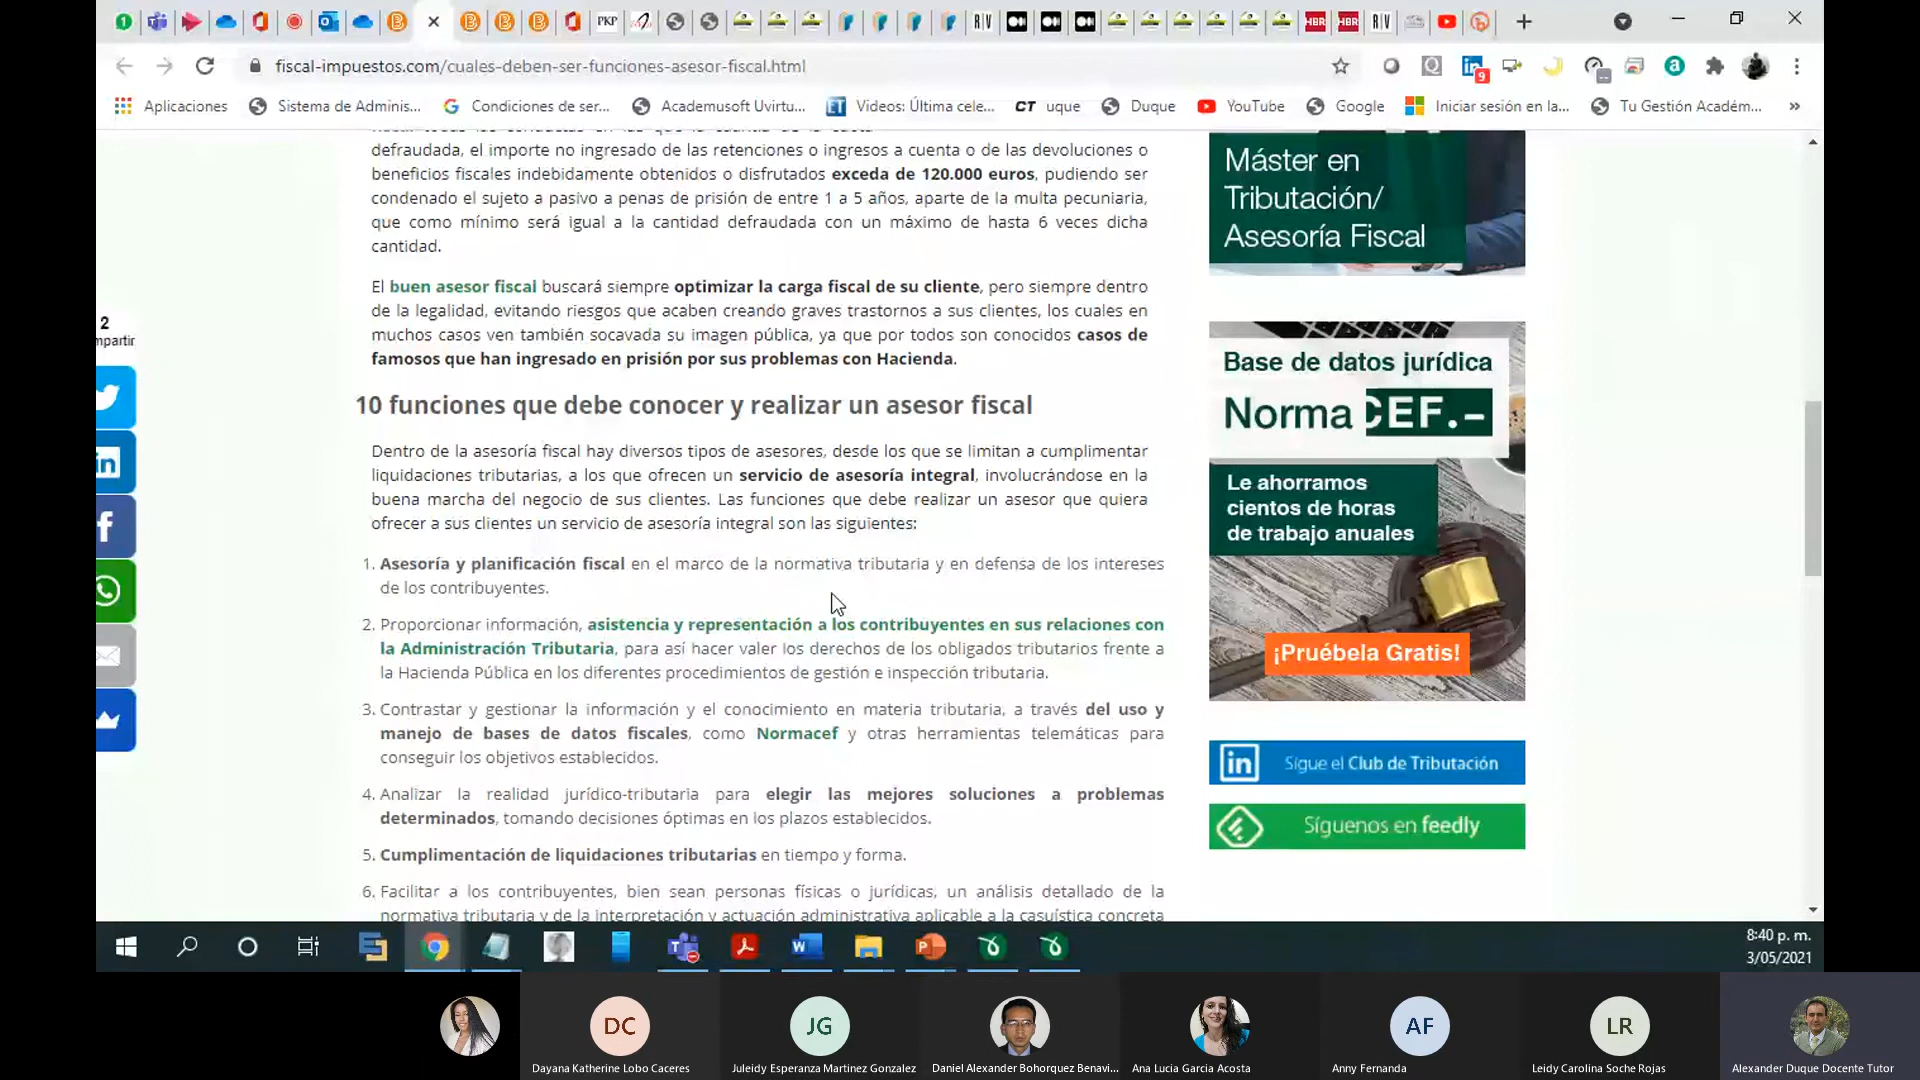 fiscal-impuestos.com/cuales-deben-ser-funciones-asesor-fiscal.html
Aplicaciones
Sistema de Adminis...
Condiciones de ser...
Academusoft Uvirtu...
Videos: Última cele...
CT uque
Duque
YouTube
Google
Iniciar sesión en la...
Tu Gestión Académ...
»
defraudada, el importe no ingresado de las retenciones o ingresos a cuenta o de las devoluciones o
beneficios fiscales indebidamente obtenidos o disfrutados exceda de 120.000 euros, pudiendo ser
condenado el sujeto a pasivo a penas de prisión de entre 1 a 5 años, aparte de la multa pecuniaria,
que como mínimo será igual a la cantidad defraudada con un máximo de hasta 6 veces dicha
cantidad.
El buen asesor fiscal buscará siempre optimizar la carga fiscal de su cliente, pero siempre dentro
de la legalidad, evitando riesgos que acaben creando graves trastornos a sus clientes, los cuales en
muchos casos ven también socavada su imagen pública, ya que por todos son conocidos casos de
famosos que han ingresado en prisión por sus problemas con Hacienda.
10 funciones que debe conocer y realizar un asesor fiscal
Dentro de la asesoría fiscal hay diversos tipos de asesores, desde los que se limitan a cumplimentar
liquidaciones tributarias, a los que ofrecen un servicio de asesoría integral, involucrándose en la
buena marcha del negocio de sus clientes. Las funciones que debe realizar un asesor que quiera
ofrecer a sus clientes un servicio de asesoría integral son las siguientes:
1. Asesoría y planificación fiscal en el marco de la normativa tributaria y en defensa de los intereses
de los contribuyentes.
2. Proporcionar información, asistencia y representación a los contribuyentes en sus relaciones con
la Administración Tributaria, para así hacer valer los derechos de los obligados tributarios frente a
la Hacienda Pública en los diferentes procedimientos de gestión e inspección tributaria.
3. Contrastar y gestionar la información y el conocimiento en materia tributaria, a través del uso y
manejo de bases de datos fiscales, como Normacef y otras herramientas telemáticas para
conseguir los objetivos establecidos.
4. Analizar la realidad jurídico-tributaria para elegir las mejores soluciones a problemas
determinados, tomando decisiones óptimas en los plazos establecidos.
5. Cumplimentación de liquidaciones tributarias en tiempo y forma.
6. Facilitar a los contribuyentes, bien sean personas físicas o jurídicas, un análisis detallado de la
normativa tributaria y de la interpretación y actuación administrativa aplicable a la casuística concreta
2
mpartir
Máster en
Tributación/
Asesoría Fiscal
Base de datos jurídica
Norma CEF.-
Le ahorramos
cientos de horas
de trabajo anuales
¡Pruébela Gratis!
in Sigue el Club de Tributación
Síguenos en feedly
8:40 p. m.
3/05/2021
DC
JG
AF
LR
Dayana Katherine Lobo Caceres
Juleidy Esperanza Martinez Gonzalez
Daniel Alexander Bohorquez Benavi...
Ana Lucia Garcia Acosta
Anny Fernanda
Leidy Carolina Soche Rojas
Alexander Duque Docente Tutor